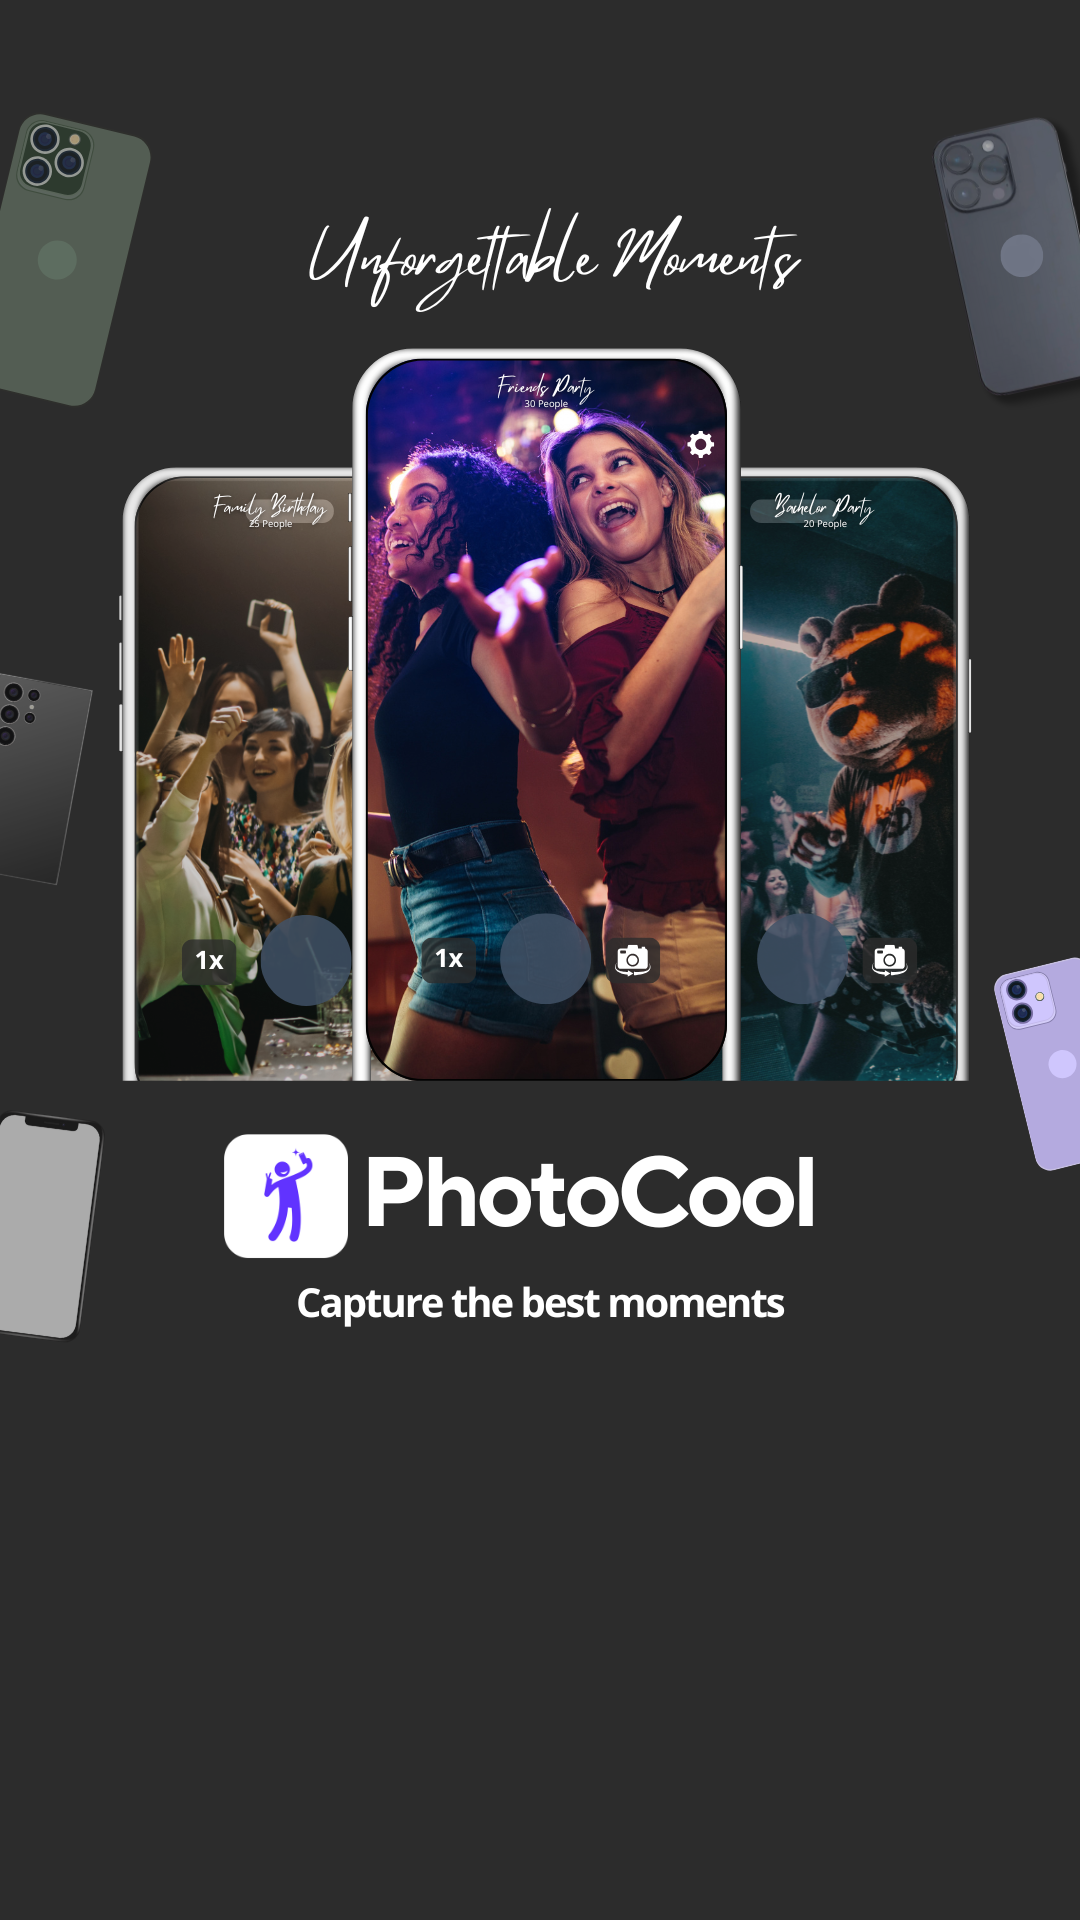 Unforgettable Moments
Friends Party
30 People
Family Birthday
25 People
Bachelor Party
20 People
1x
1x
PhotoCool
Capture the best moments